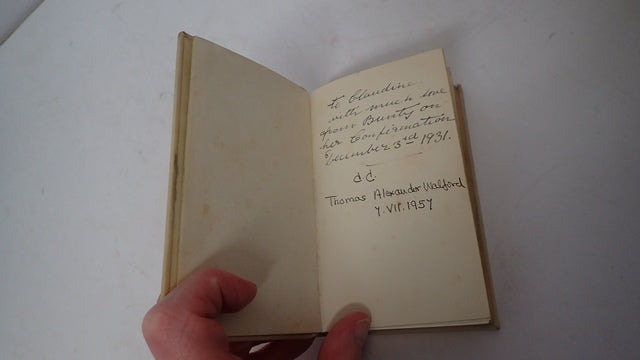 To Claudine
with much love
from Bunty on
her Confirmation
December 3rd 1931.
d d.
Thomas Alexander Walford
7.VII.1957